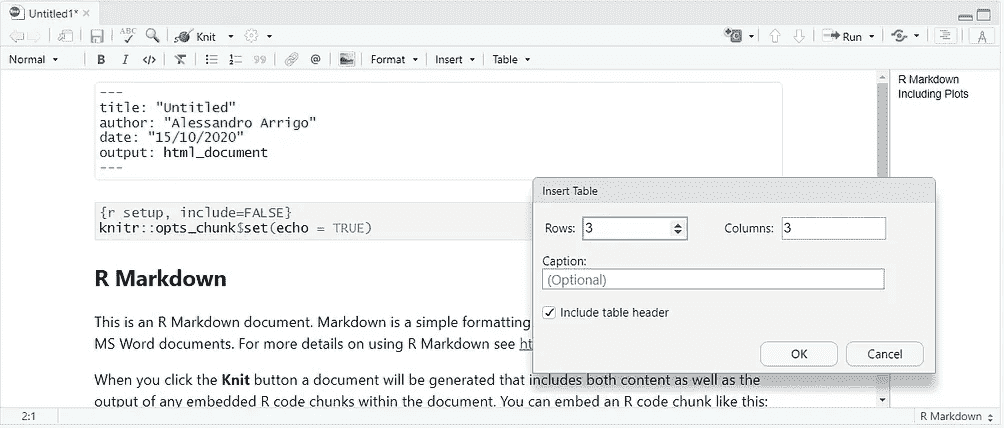 Untitled1*
ABC
Knit
Run
Normal
B I </> @ Format Insert Table
---
title: "Untitled"
author: "Alessandro Arrigo"
date: "15/10/2020"
output: html_document
---
{r setup, include=FALSE}
knitr::opts_chunk$set(echo = TRUE)
R Markdown
This is an R Markdown document. Markdown is a simple formatting
MS Word documents. For more details on using R Markdown see
When you click the Knit button a document will be generated that includes both content as well as the
output of any embedded R code chunks within the document. You can embed an R code chunk like this:
R Markdown
Including Plots
Insert Table
Rows: 3 Columns: 3
Caption:
(Optional)
Include table header
OK Cancel
2:1 R Markdown